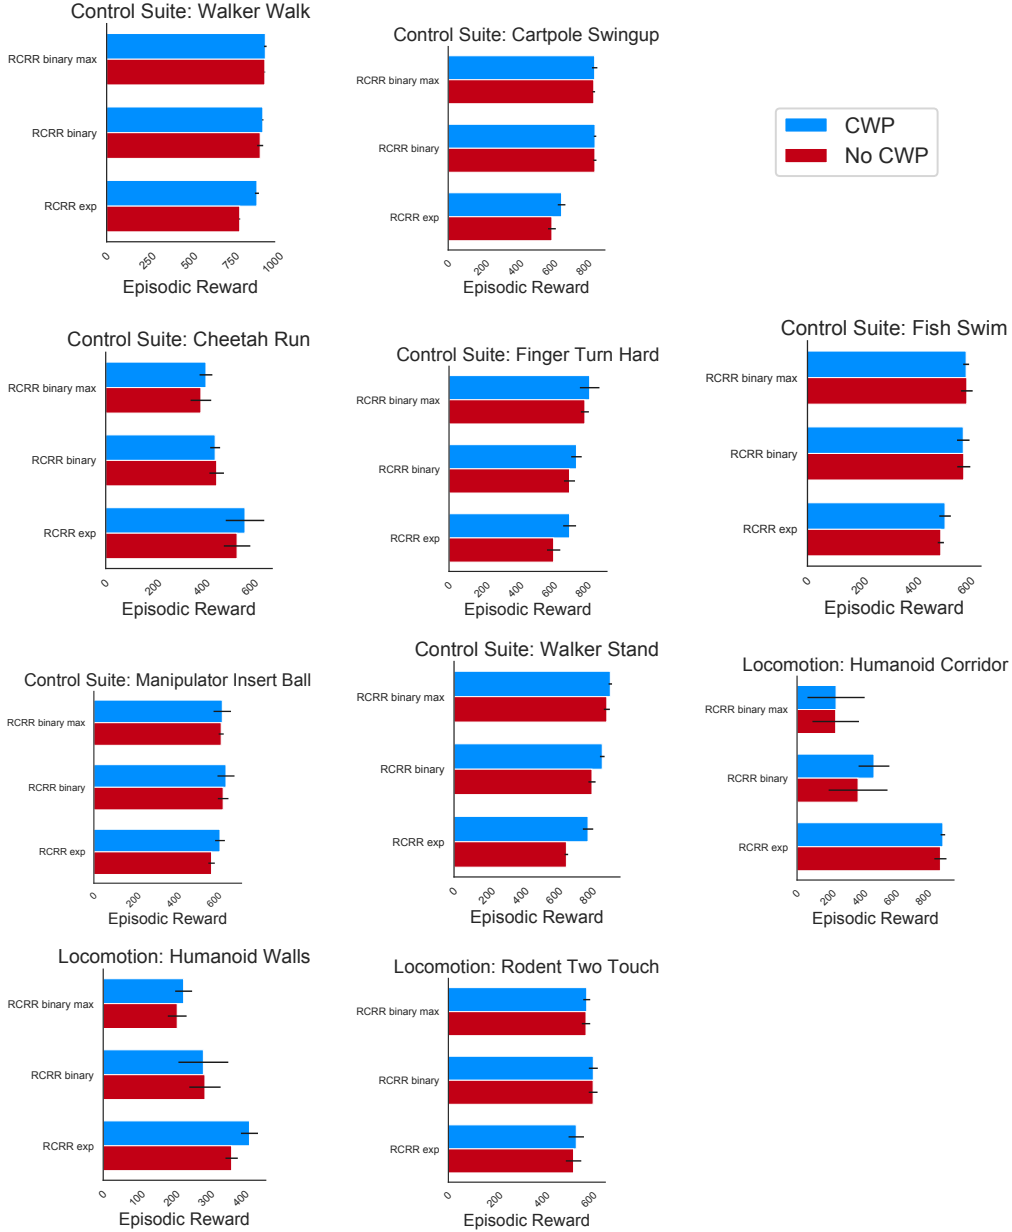 Control Suite: Walker Walk
RCRR binary max
RCRR binary
RCRR exp
0
250
500
750
1000
Episodic Reward
Control Suite: Cartpole Swingup
RCRR binary max
RCRR binary
RCRR exp
0
200
400
600
800
Episodic Reward
CWP
No CWP
Control Suite: Cheetah Run
RCRR binary max
RCRR binary
RCRR exp
0
200
400
600
Episodic Reward
Control Suite: Finger Turn Hard
RCRR binary max
RCRR binary
RCRR exp
0
200
400
600
800
Episodic Reward
Control Suite: Fish Swim
RCRR binary max
RCRR binary
RCRR exp
0
200
400
600
Episodic Reward
Control Suite: Manipulator Insert Ball
RCRR binary max
RCRR binary
RCRR exp
0
200
400
600
Episodic Reward
Control Suite: Walker Stand
RCRR binary max
RCRR binary
RCRR exp
0
200
400
600
800
Episodic Reward
Locomotion: Humanoid Corridor
RCRR binary max
RCRR binary
RCRR exp
0
200
400
600
800
Episodic Reward
Locomotion: Humanoid Walls
RCRR binary max
RCRR binary
RCRR exp
0
100
200
300
400
Episodic Reward
Locomotion: Rodent Two Touch
RCRR binary max
RCRR binary
RCRR exp
0
200
400
600
Episodic Reward